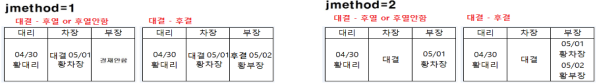 jmethod=1
대결 - 후열 or 후열안함
대리 차장 부장
04/30 황대리
대결 05/01 황차장
결재완료
대결 - 후결
대리 차장 부장
04/30 황대리
대결 05/01 황차장
후결 05/02 황부장
jmethod=2
대결 - 후열 or 후열안함
대리 차장 부장
04/30 황대리
대결
05/01 황차장
대결 - 후결
대리 차장 부장
04/30 황대리
대결
05/01
황차장
05/02
황부장